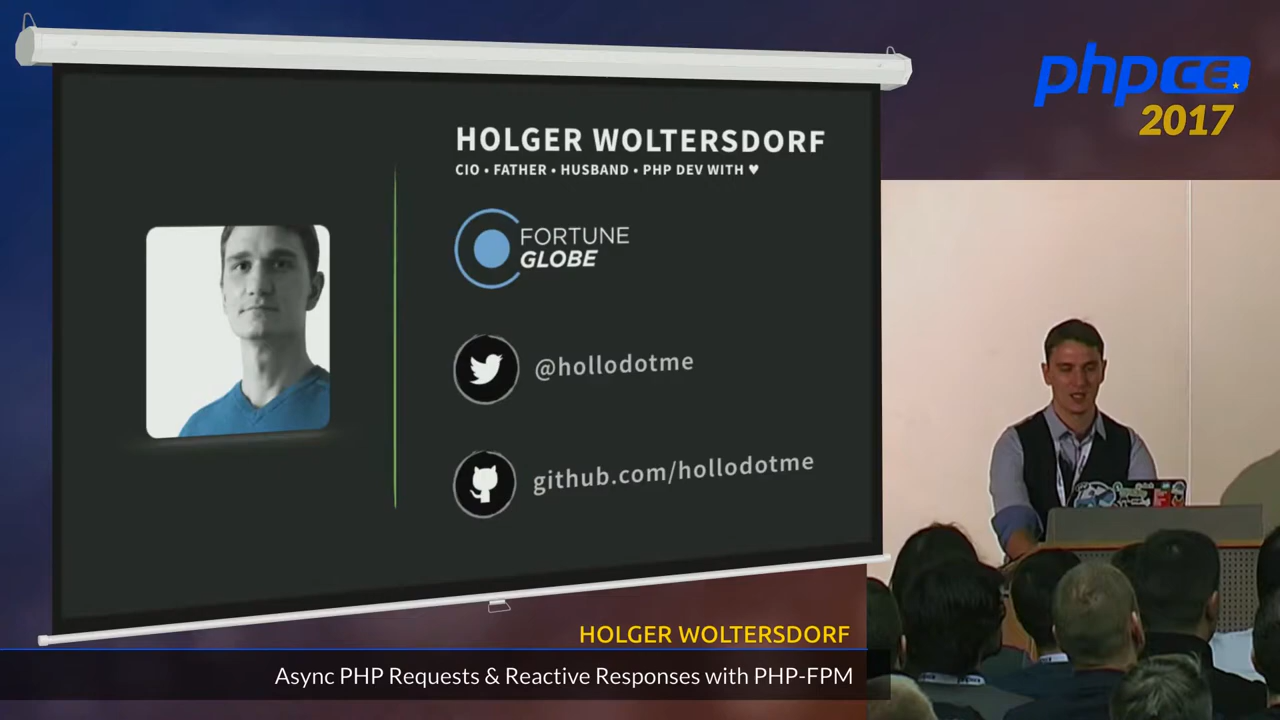 HOLGER WOLTERSDORF
CIO • FATHER • HUSBAND • PHP DEV WITH ♥
FORTUNE
GLOBE
@hollodotme
github.com/hollodotme
phpCE
2017
HOLGER WOLTERSDORF
Async PHP Requests & Reactive Responses with PHP-FPM